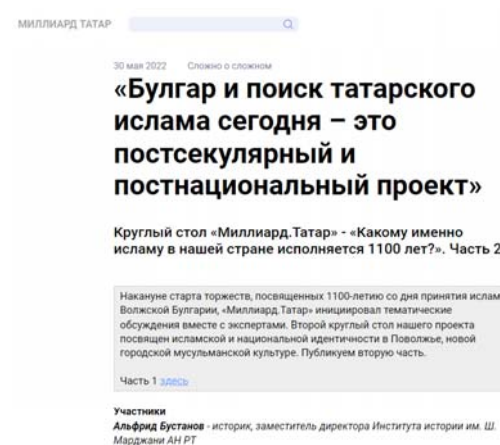 МИЛЛИАРД ТАТАР
30 мая 2022 Сложно о сложном
«Булгар и поиск татарского
ислама сегодня – это
постсекулярный и
постнациональный проект»
Круглый стол «Миллиард.Татар» - «Какому именно
исламу в нашей стране исполняется 1100 лет?». Часть 2
Накануне старта торжеств, посвященных 1100-летию со дня принятия ислам
Волжской Булгарии, «Миллиард.Татар» инициировал тематические
обсуждения вместе с экспертами. Второй круглый стол нашего проекта
посвящен исламской и национальной идентичности в Поволжье, новой
городской мусульманской культуре. Публикуем вторую часть.
Часть 1 здесь
Участники
Альфрид Бустанов - историк, заместитель директора Института истории им. Ш.
Марджани АН РТ